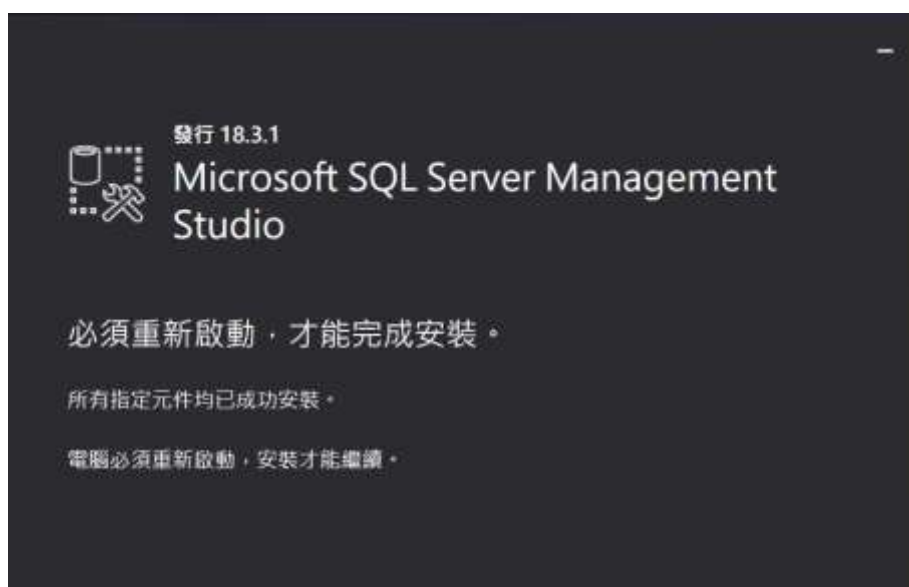 發行 18.3.1
Microsoft SQL Server Management
Studio
必須重新啟動，才能完成安裝。
所有指定元件均已成功安裝。
電腦必須重新啟動，安裝才能繼續。